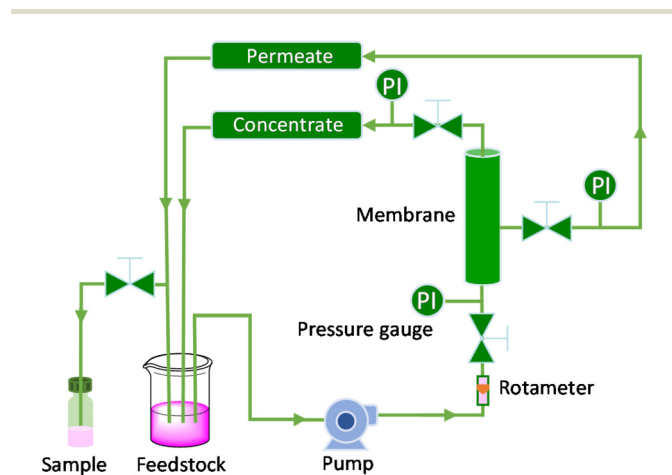 Permeate
PI
Concentrate
Membrane
PI
PI
Pressure gauge
Rotameter
Sample
Feedstock
Pump